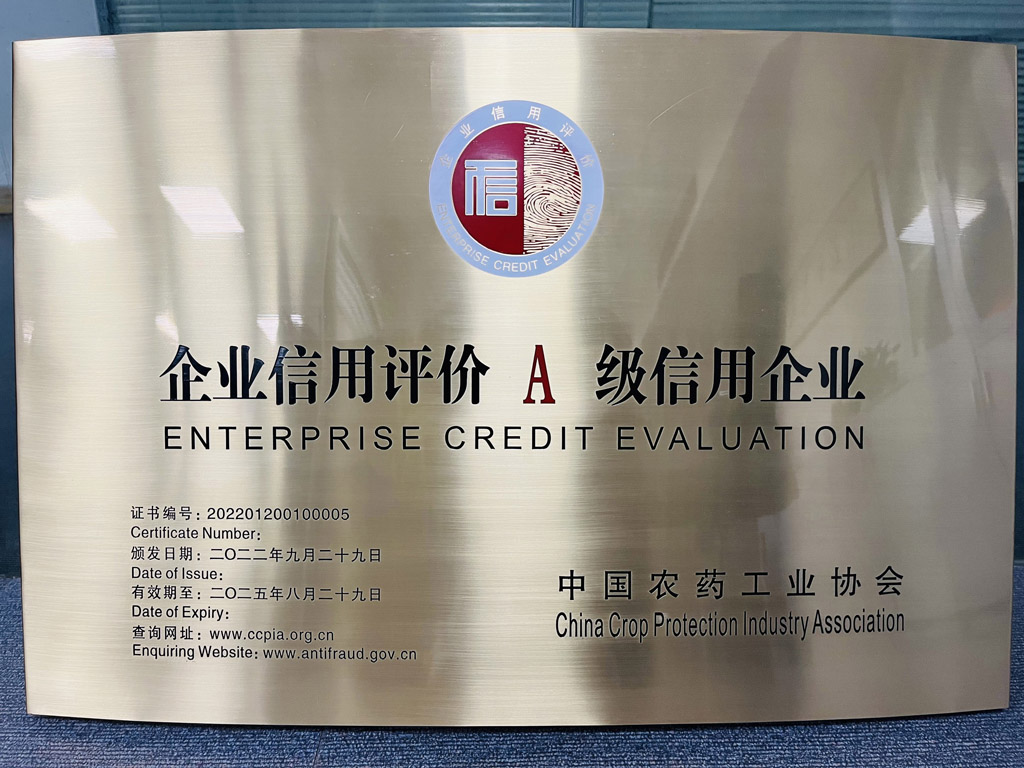 企业信用评价
信
ENTERPRISE CREDIT EVALUATION
企业信用评价 A 级信用企业
ENTERPRISE CREDIT EVALUATION
证书编号：202201200100005
Certificate Number:
颁发日期：二〇二二年九月二十九日
Date of Issue:
有效期至：二〇二五年八月二十九日
Date of Expiry:
查询网址：www.ccpia.org.cn
Enquiring Website: www.antifraud.gov.cn
中国农药工业协会
China Crop Protection Industry Association